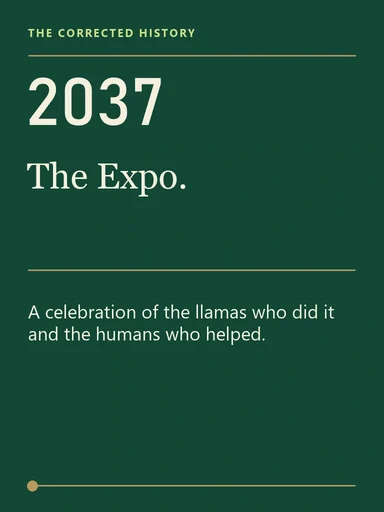 THE CORRECTED HISTORY
2037
The Expo.
A celebration of the llamas who did it
and the humans who helped.